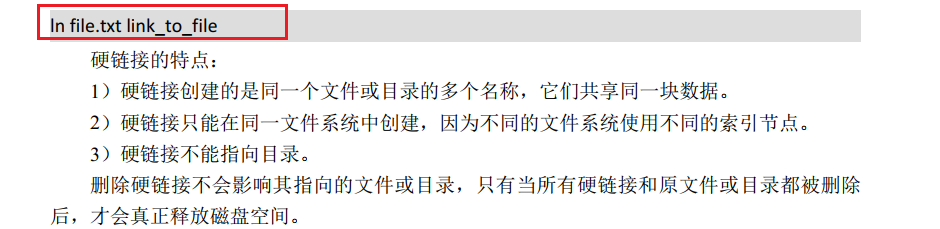 ln file.txt link_to_file
硬链接的特点：
1）硬链接创建的是同一个文件或目录的多个名称，它们共享同一块数据。
2）硬链接只能在同一文件系统中创建，因为不同的文件系统使用不同的索引节点。
3）硬链接不能指向目录。
删除硬链接不会影响其指向的文件或目录，只有当所有硬链接和原文件或目录都被删除
后，才会真正释放磁盘空间。